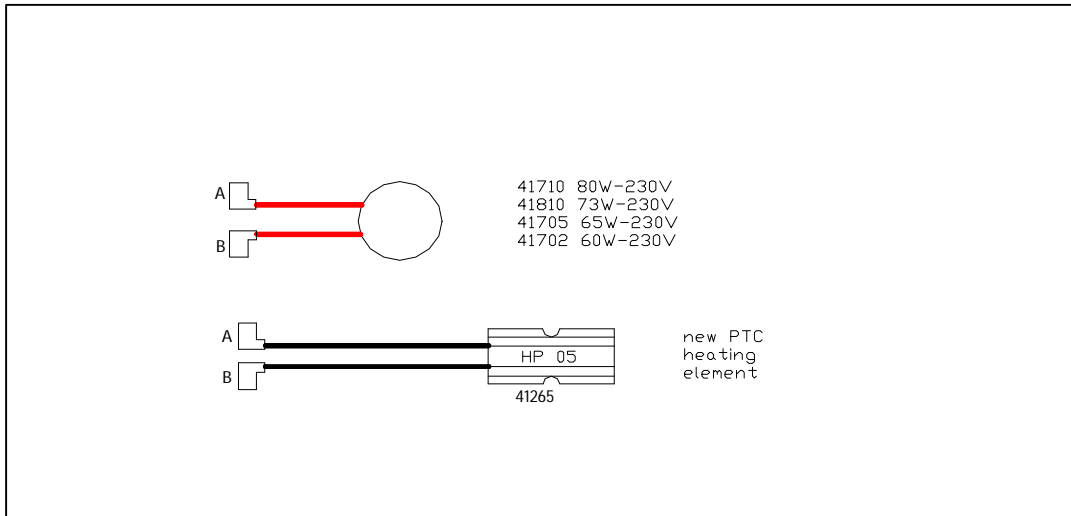 A
B
41710 80W-230V
41810 73W-230V
41705 65W-230V
41702 60W-230V
A
B
HP 05
41265
new PTC
heating
element